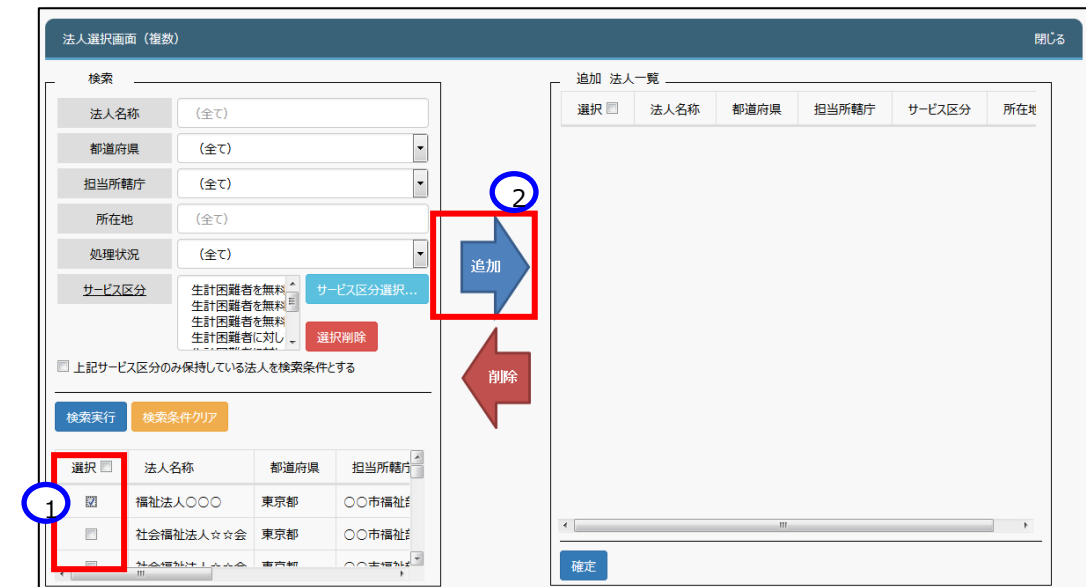 法人選択画面（複数） 閉じる
検索
法人名称 （全て）
都道府県 （全て）
担当所轄庁 （全て）
所在地 （全て）
処理状況 （全て）
サービス区分
生計困難者を無料
生計困難者を無料
生計困難者を無料
生計困難者に対し
サービス区分選択...
選択削除
上記サービス区分のみ保持している法人を検索条件とする
検索実行 検索条件クリア
選択 法人名称 都道府県 担当所轄庁
1
福祉法人〇〇〇 東京都 〇〇市福祉
社会福祉法人☆☆会 東京都 〇〇市福祉
2
追加
削除
追加 法人一覧
選択 法人名称 都道府県 担当所轄庁 サービス区分 所在地
確定